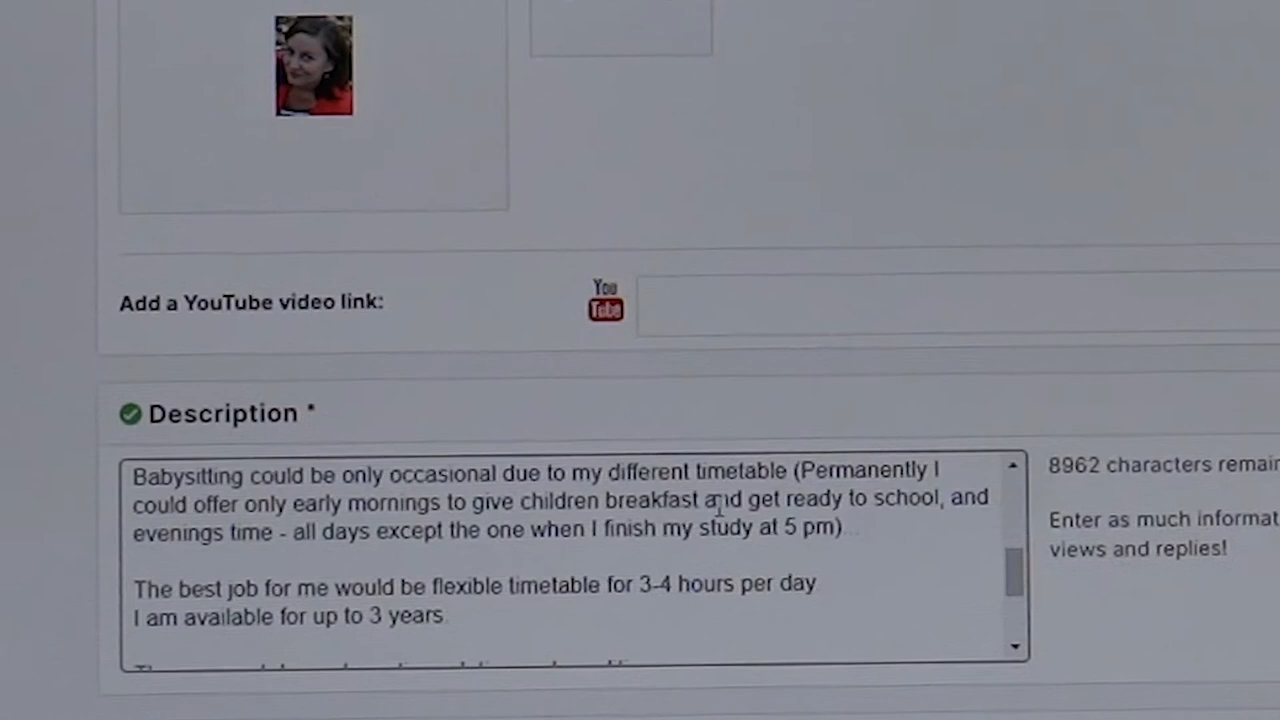 Add a YouTube video link:
You
Tube
Description *
Babysitting could be only occasional due to my different timetable (Permanently I
could offer only early mornings to give children breakfast and get ready to school, and
evenings time - all days except the one when I finish my study at 5 pm)...
The best job for me would be flexible timetable for 3-4 hours per day
I am available for up to 3 years.
8962 characters remain
Enter as much informat
views and replies!